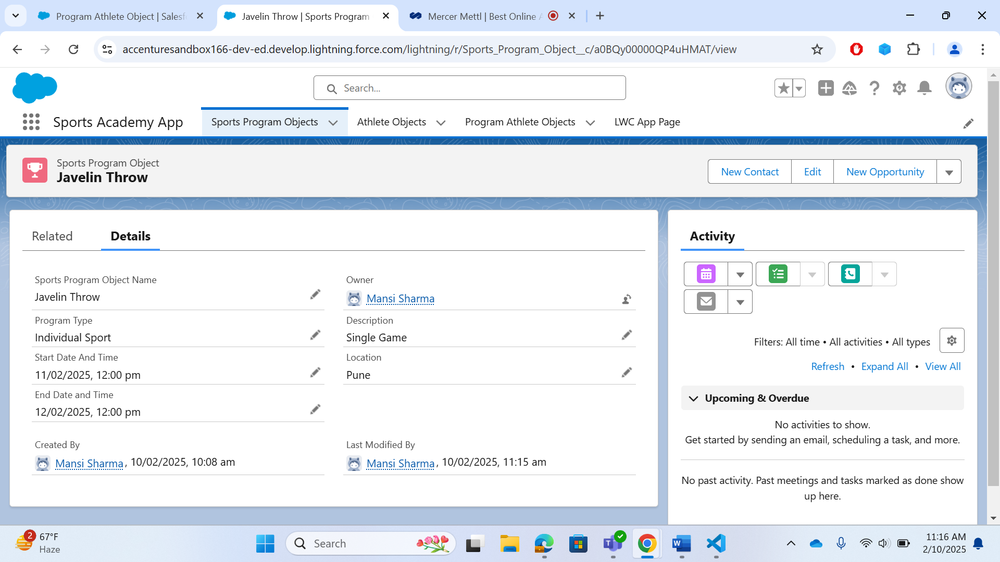 Program Athlete Object | Salesf
Javelin Throw | Sports Program
Mercer Mettl | Best Online A
accenturesandbox166-dev-ed.develop.lightning.force.com/lightning/r/Sports_Program_Object__c/a0BQy00000QP4uHMAT/view
Search...
Sports Academy App
Sports Program Objects
Athlete Objects
Program Athlete Objects
LWC App Page
Sports Program Object
Javelin Throw
New Contact
Edit
New Opportunity
Related
Details
Sports Program Object Name
Javelin Throw
Owner
Mansi Sharma
Program Type
Individual Sport
Description
Single Game
Start Date And Time
11/02/2025, 12:00 pm
Location
Pune
End Date and Time
12/02/2025, 12:00 pm
Created By
Mansi Sharma, 10/02/2025, 10:08 am
Last Modified By
Mansi Sharma, 10/02/2025, 11:15 am
Activity
Filters: All time • All activities • All types
Refresh • Expand All • View All
Upcoming & Overdue
No activities to show.
Get started by sending an email, scheduling a task, and more.
No past activity. Past meetings and tasks marked as done show
up here.
2
67°F
Haze
Search
11:16 AM
2/10/2025